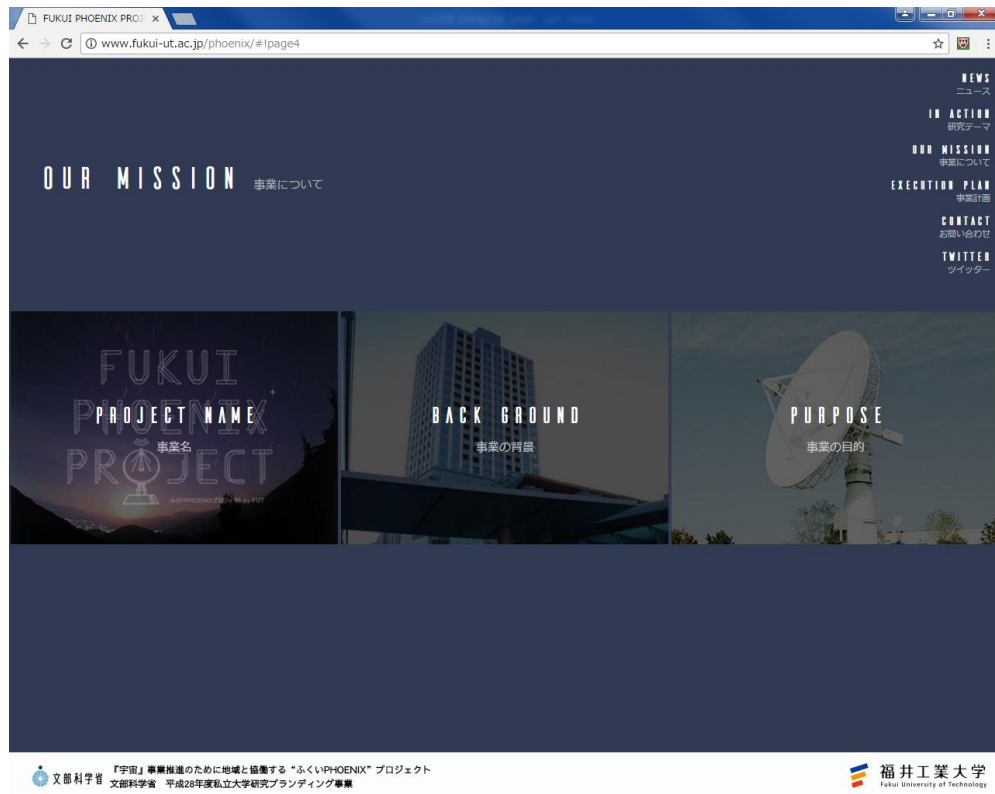 FUKUI PHOENIX PRO
www.fukui-ut.ac.jp/phoenix/#!page4
NEWS
ニュース
IN ACTION
研究テーマ
OUR MISSION
事業について
EXECUTION PLAN
事業計画
CONTACT
お問い合わせ
TWITTER
ツイッター
OUR MISSION 事業について
FUKUI
PHOENIX
PROJECT
PROJECT NAME
事業名
BACK GROUND
事業の背景
PURPOSE
事業の目的
文部科学省
『宇宙』事業推進のために地域と協働する“ふくいPHOENIX”プロジェクト
文部科学省 平成28年度私立大学研究ブランディング事業
福井工業大学
Fukui University of Technology